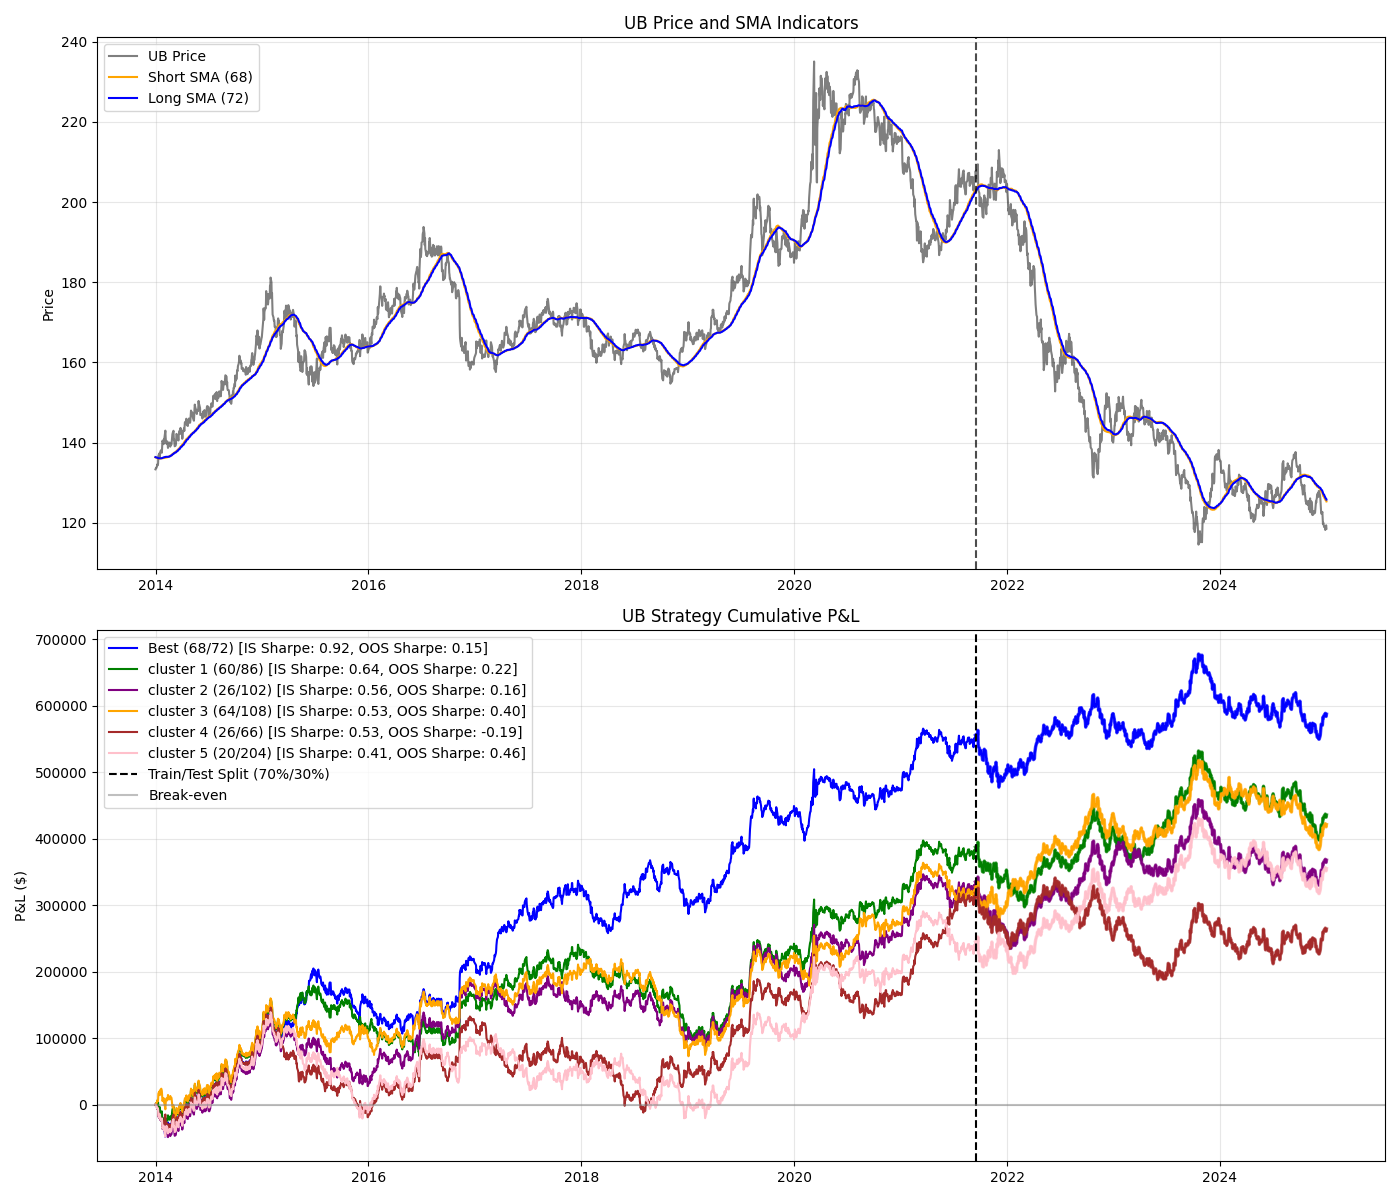 UB Price and SMA Indicators
240
220
200
180
160
140
120
Price
UB Price
Short SMA (68)
Long SMA (72)
2014
2016
2018
2020
2022
2024
UB Strategy Cumulative P&L
700000
600000
500000
400000
300000
200000
100000
0
P&L ($)
Best (68/72) [IS Sharpe: 0.92, OOS Sharpe: 0.15]
cluster 1 (60/86) [IS Sharpe: 0.64, OOS Sharpe: 0.22]
cluster 2 (26/102) [IS Sharpe: 0.56, OOS Sharpe: 0.16]
cluster 3 (64/108) [IS Sharpe: 0.53, OOS Sharpe: 0.40]
cluster 4 (26/66) [IS Sharpe: 0.53, OOS Sharpe: -0.19]
cluster 5 (20/204) [IS Sharpe: 0.41, OOS Sharpe: 0.46]
Train/Test Split (70%/30%)
Break-even
2014
2016
2018
2020
2022
2024